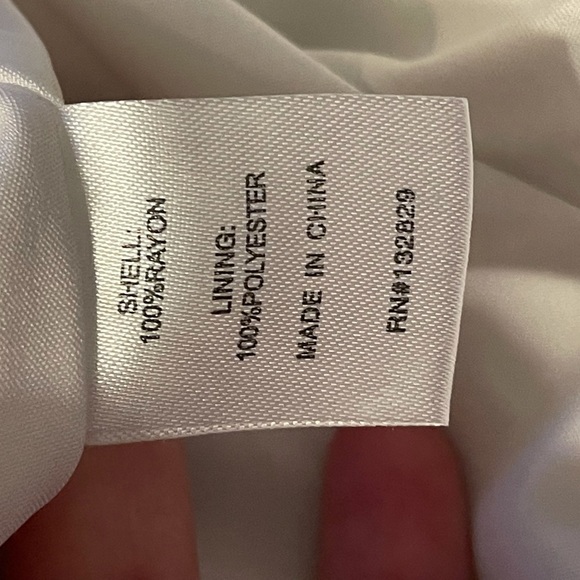 SHELL:
100%RAYON
LINING:
100%POLYESTER
MADE IN CHINA
RN#132829